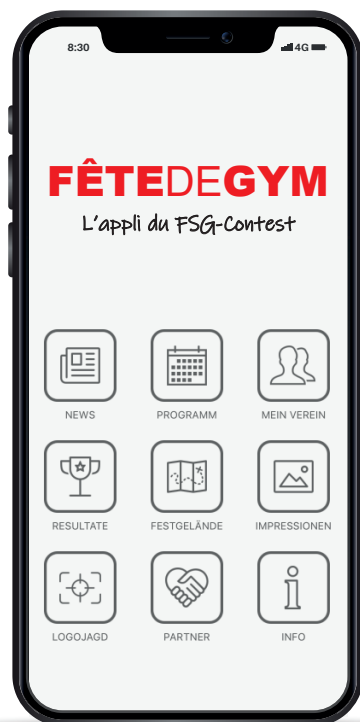 8:30 4G
FÊTEDEGYM
L'appli du FSG-Contest
NEWS PROGRAMM MEIN VEREIN
RESULTATE FESTGELÄNDE IMPRESSIONEN
LOGOJAGD PARTNER INFO